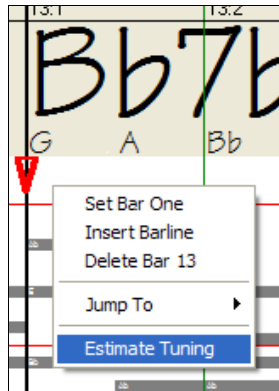 13.1 13.2
Bb7b
G A Bb
Set Bar One
Insert Barline
Delete Bar 13
Jump To
Estimate Tuning